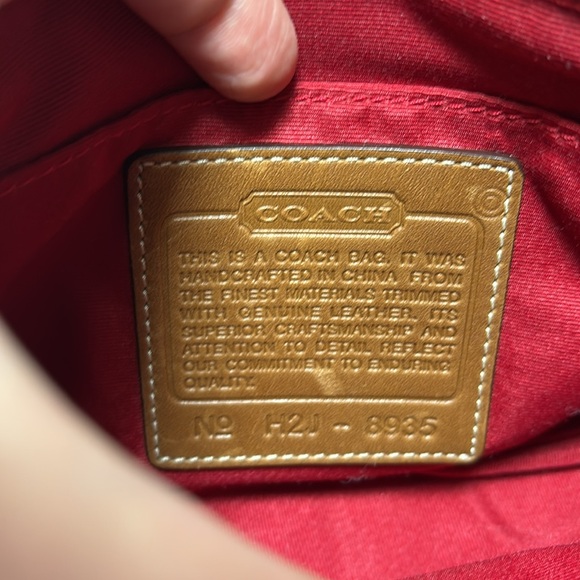 COACH
THIS IS A COACH BAG. IT WAS
HANDCRAFTED IN CHINA FROM
THE FINEST MATERIALS TRIMMED
WITH GENUINE LEATHER. ITS
SUPERIOR CRAFTSMANSHIP AND
ATTENTION TO DETAIL REFLECT
OUR COMMITMENT TO ENDURING
QUALITY.
Nº H2J - 8935